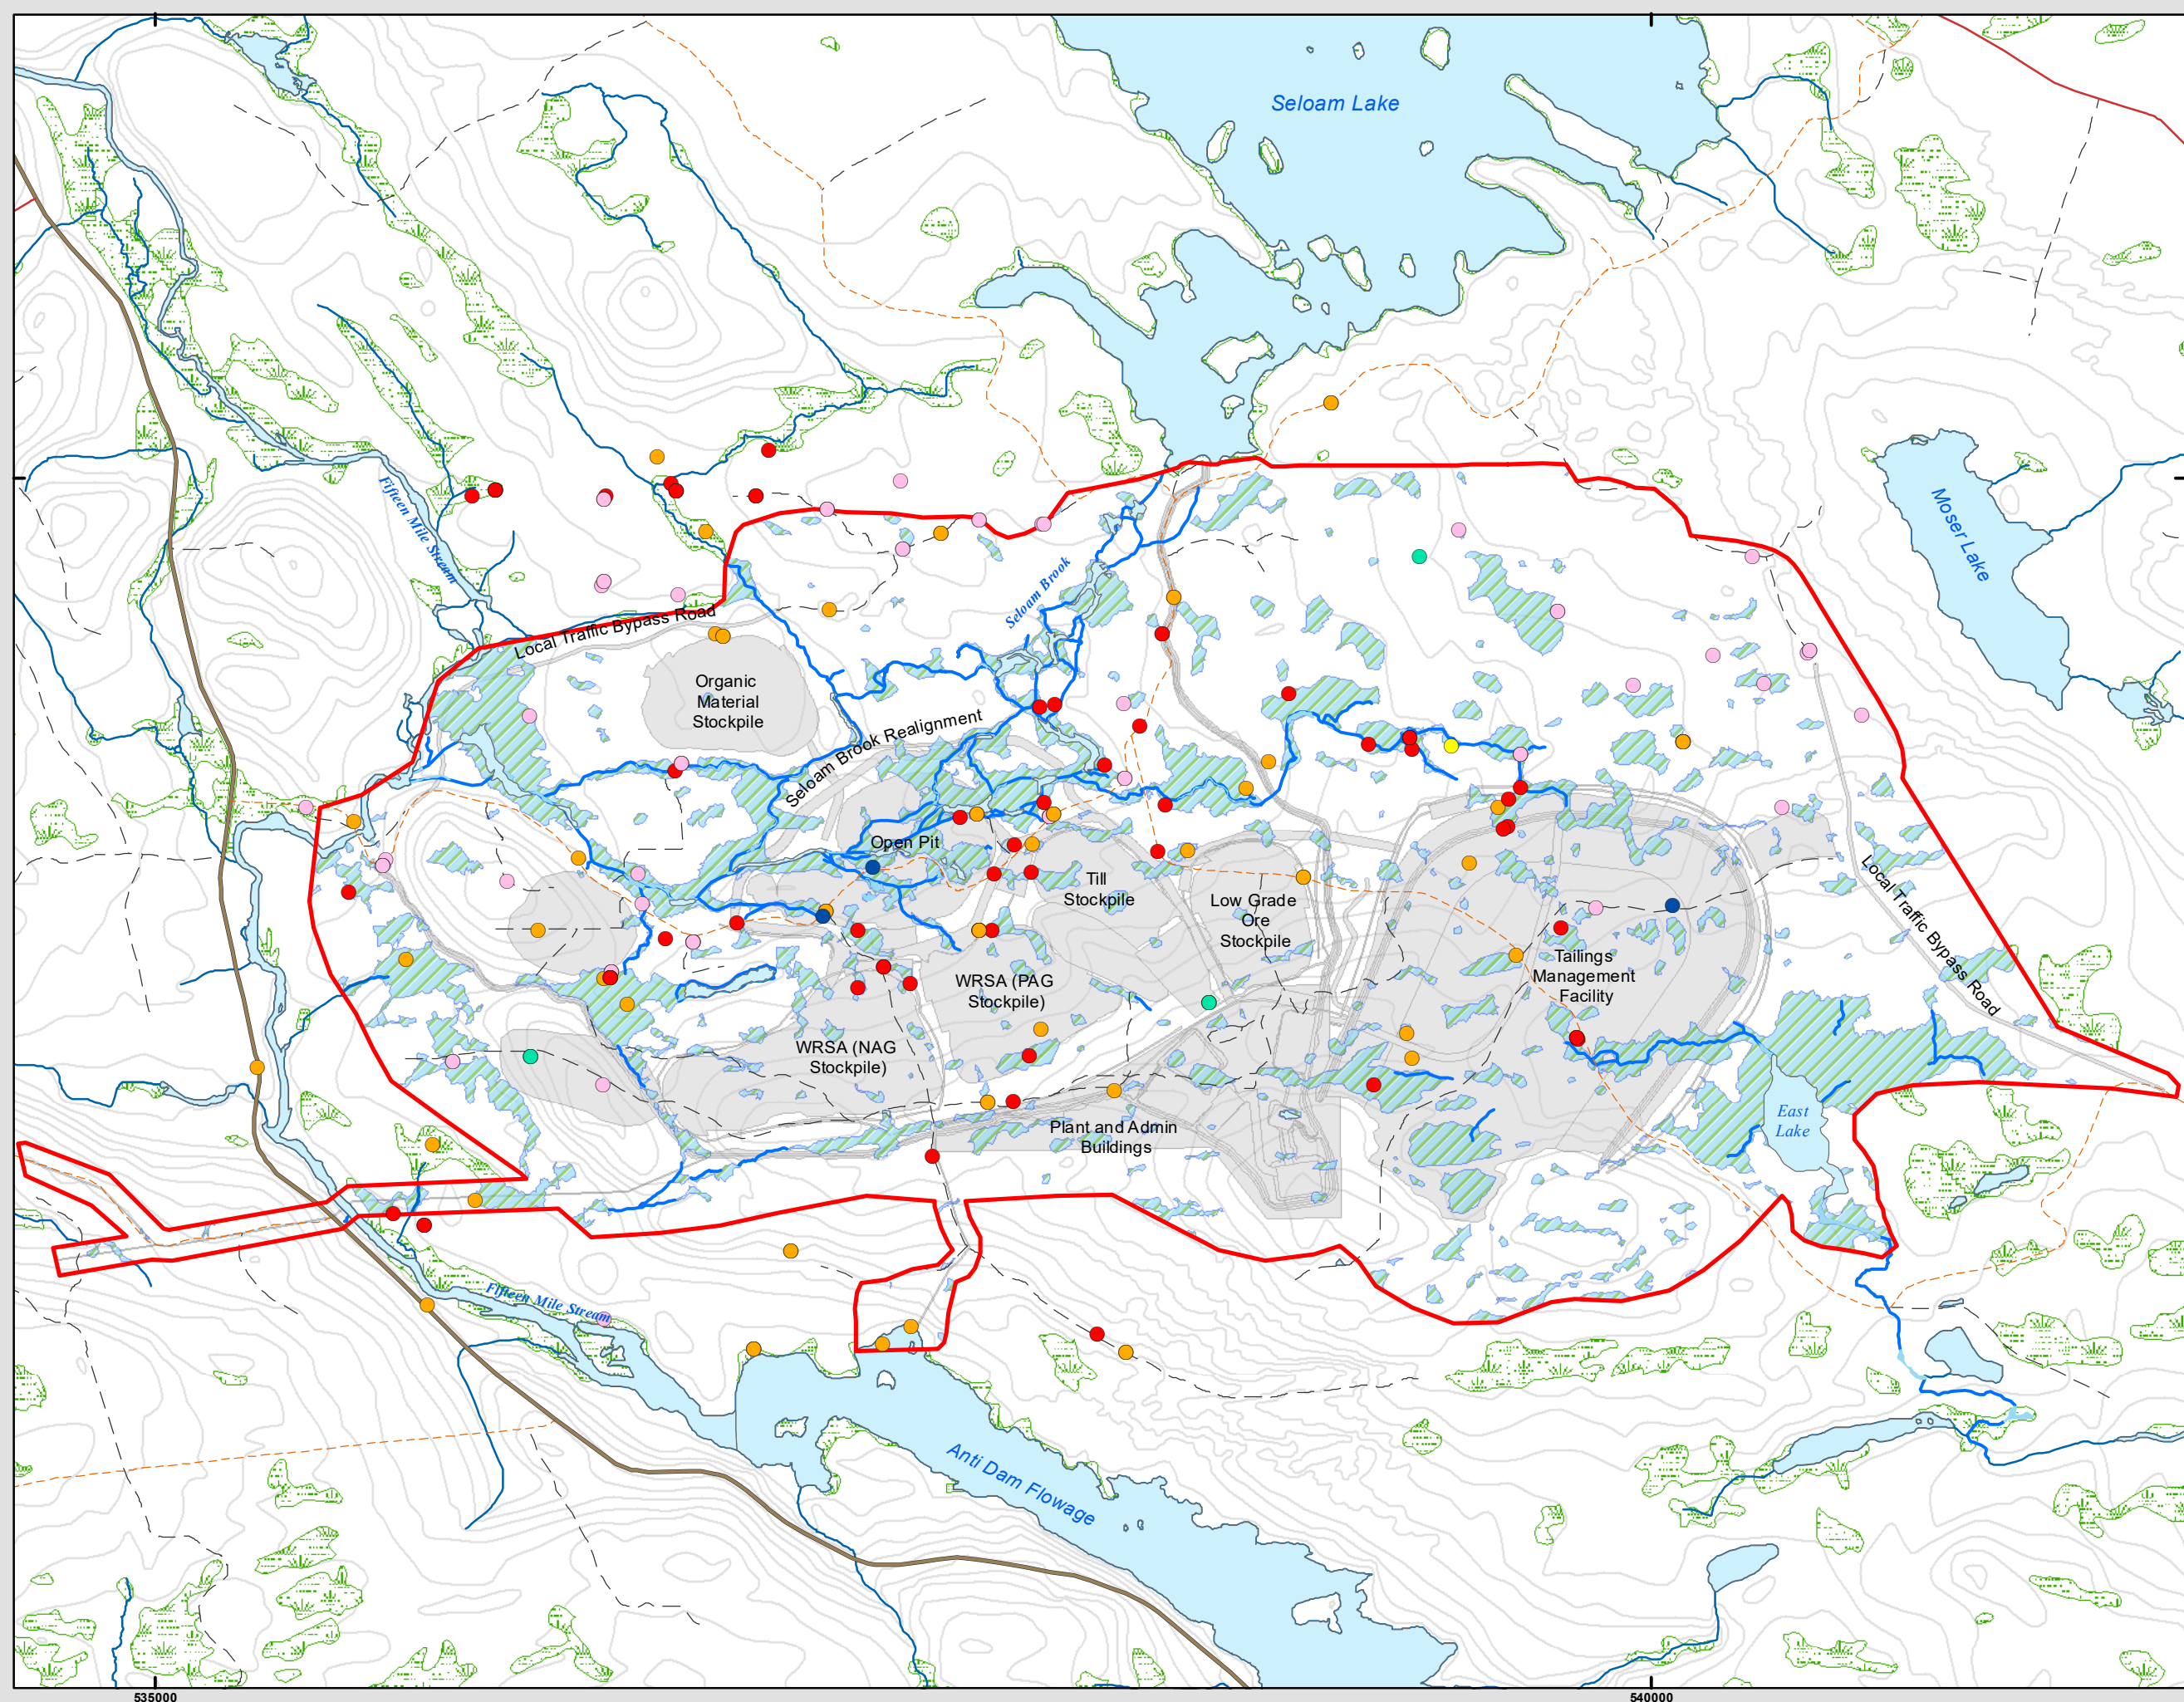 Seloam Lake
Moser Lake
Fifteen Mile Stream
Seloam Brook
Local Traffic Bypass Road
Organic
Material
Stockpile
Seloam Brook Realignment
Open Pit
Till
Stockpile
Low Grade
Ore
Stockpile
Local Traffic Bypass Road
Tailings
Management
Facility
WRSA (PAG
Stockpile)
WRSA (NAG
Stockpile)
Plant and Admin
Buildings
East
Lake
Fifteen Mile Stream
Anti Dam Flowage
535000
540000